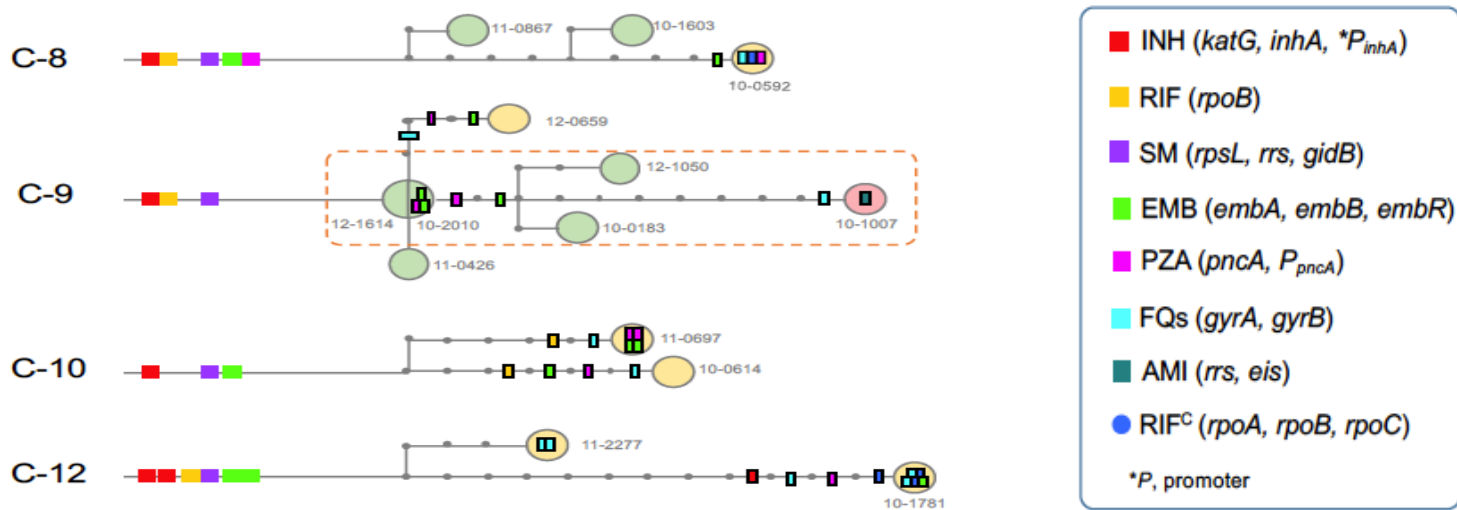 C-8
11-0867
10-1603
10-0592
C-9
12-0659
12-1050
12-1614
10-2010
10-0183
10-1007
11-0426
C-10
11-0697
10-0614
C-12
11-2277
10-1781
INH (katG, inhA, *PinhA)
RIF (rpoB)
SM (rpsL, rrs, gidB)
EMB (embA, embB, embR)
PZA (pncA, PpncA)
FQs (gyrA, gyrB)
AMI (rrs, eis)
RIFC (rpoA, rpoB, rpoC)
*P, promoter